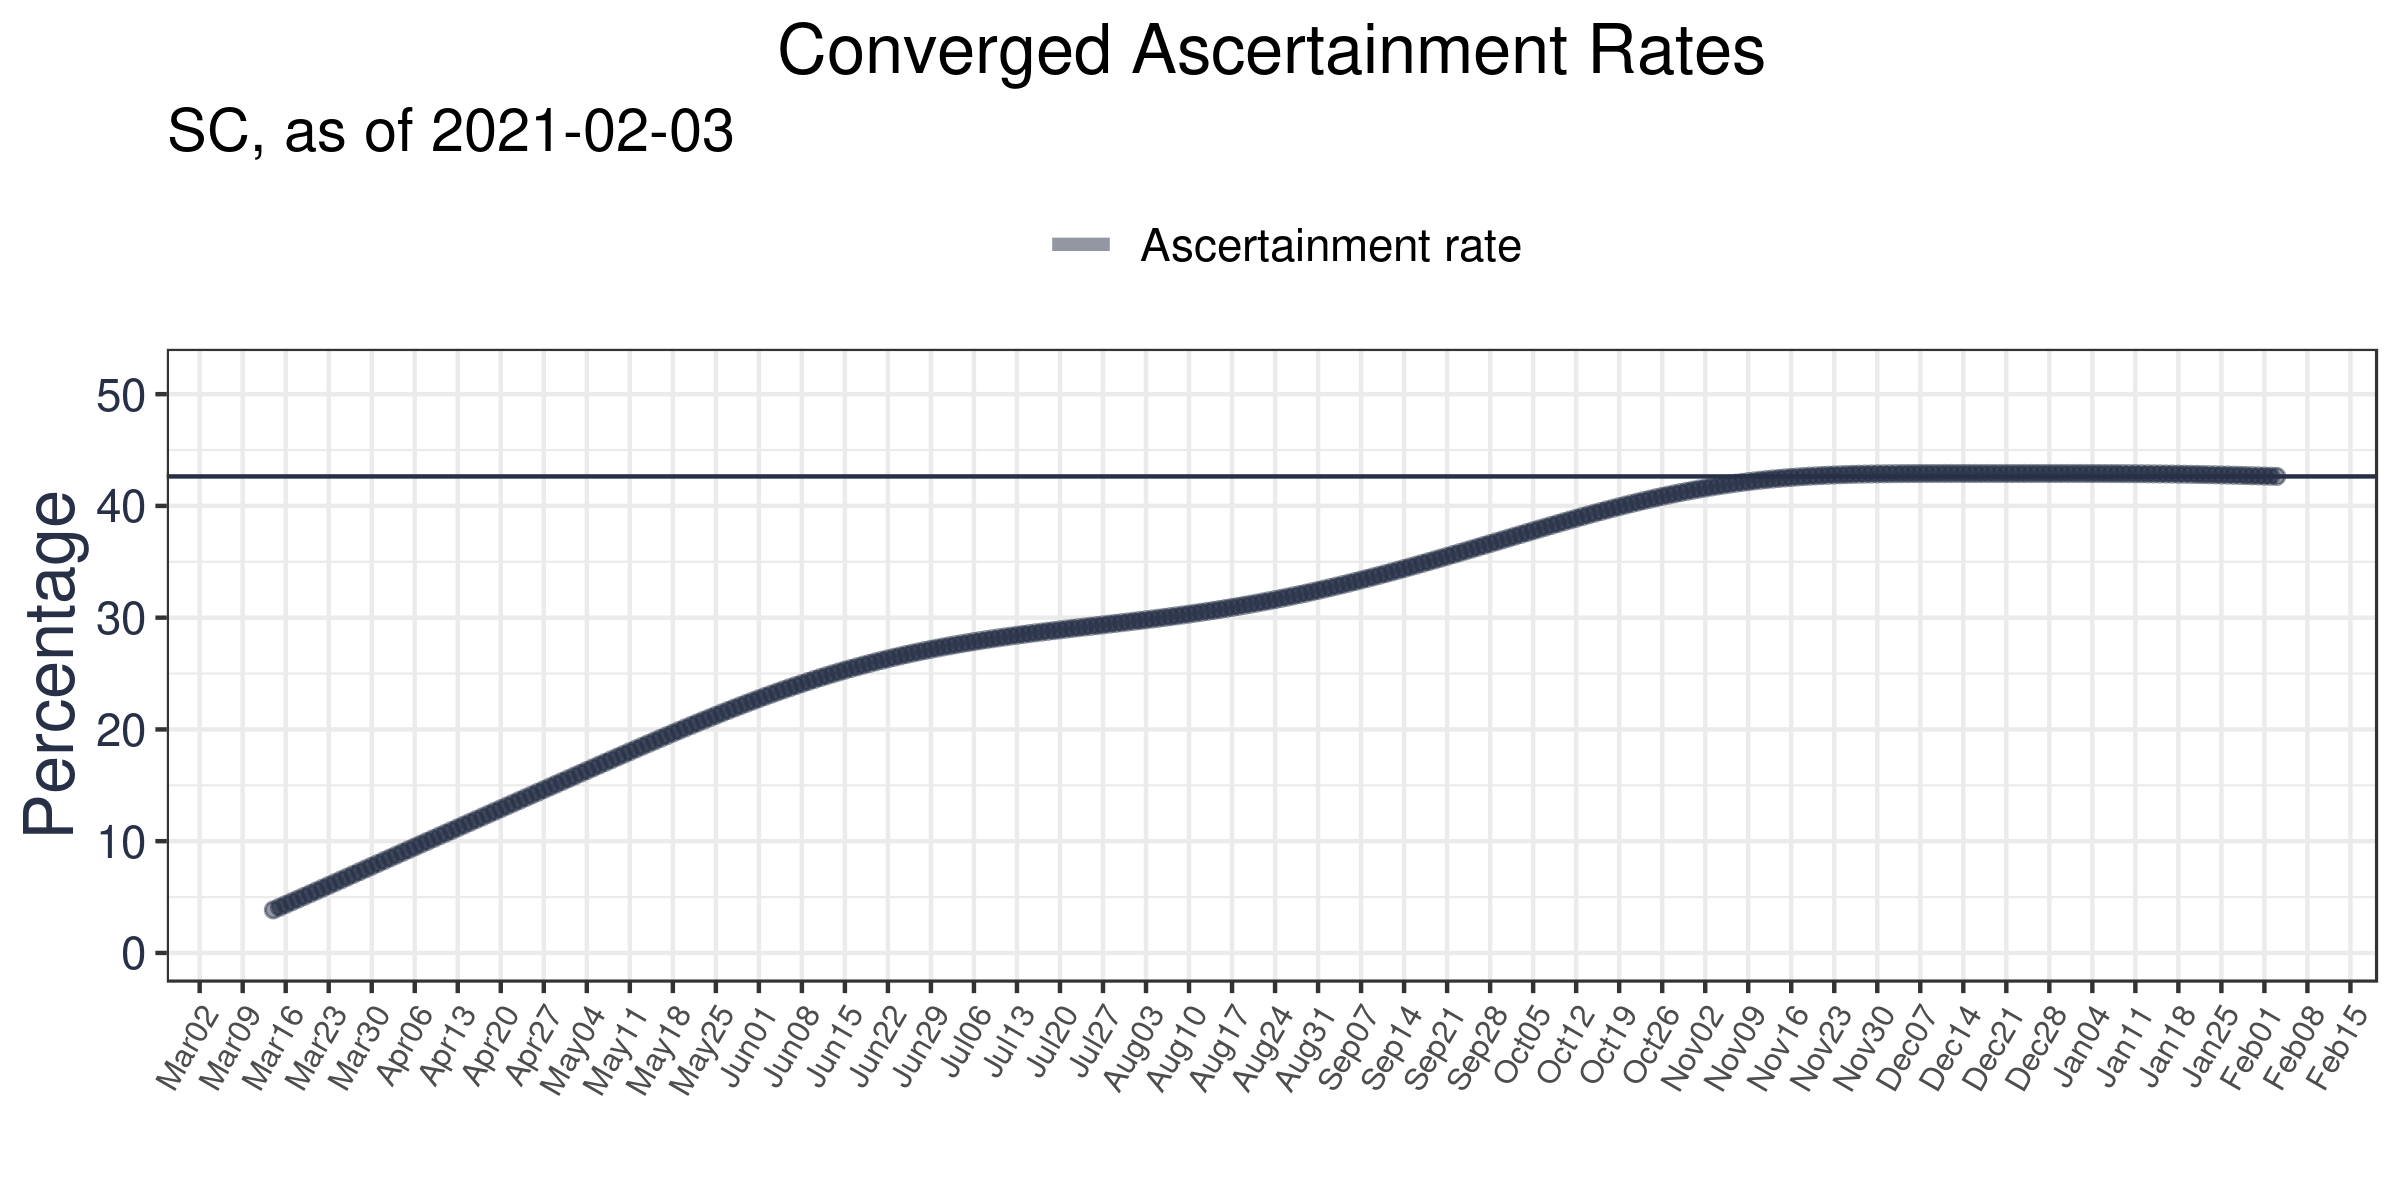 Converged Ascertainment Rates
SC, as of 2021-02-03
Ascertainment rate
Percentage
50
40
30
20
10
0
Mar02 Mar09 Mar16 Mar23 Mar30 Apr06 Apr13 Apr20 Apr27 May04 May11 May18 May25 Jun01 Jun08 Jun15 Jun22 Jun29 Jul06 Jul13 Jul20 Jul27 Aug03 Aug10 Aug17 Aug24 Aug31 Sep07 Sep14 Sep21 Sep28 Oct05 Oct12 Oct19 Oct26 Nov02 Nov09 Nov16 Nov23 Nov30 Dec07 Dec14 Dec21 Dec28 Jan04 Jan11 Jan18 Jan25 Feb01 Feb08 Feb15